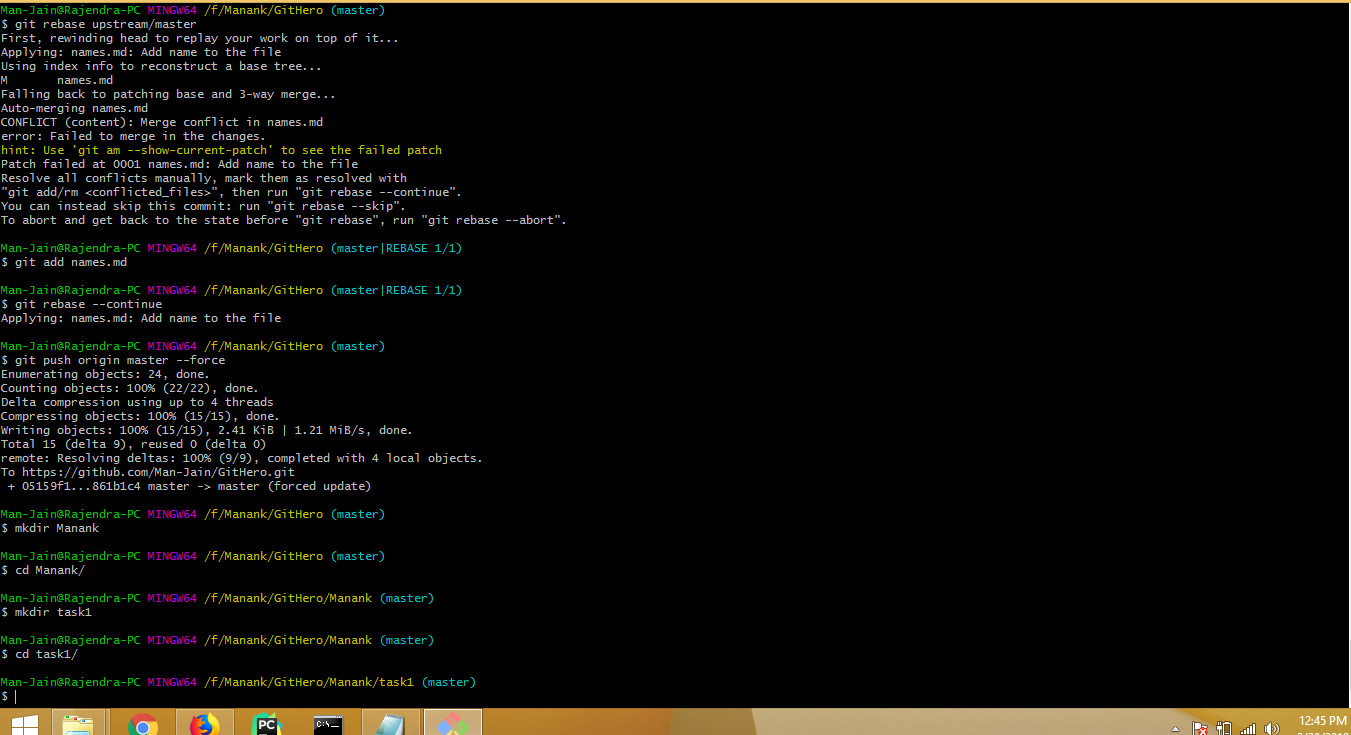 Man-Jain@Rajendra-PC MINGW64 /f/Manank/GitHero (master)
$ git rebase upstream/master
First, rewinding head to replay your work on top of it...
Applying: names.md: Add name to the file
Using index info to reconstruct a base tree...
M       names.md
Falling back to patching base and 3-way merge...
Auto-merging names.md
CONFLICT (content): Merge conflict in names.md
error: Failed to merge in the changes.
hint: Use 'git am --show-current-patch' to see the failed patch
Patch failed at 0001 names.md: Add name to the file
Resolve all conflicts manually, mark them as resolved with
"git add/rm <conflicted_files>", then run "git rebase --continue".
You can instead skip this commit: run "git rebase --skip".
To abort and get back to the state before "git rebase", run "git rebase --abort".
Man-Jain@Rajendra-PC MINGW64 /f/Manank/GitHero (master|REBASE 1/1)
$ git add names.md
Man-Jain@Rajendra-PC MINGW64 /f/Manank/GitHero (master|REBASE 1/1)
$ git rebase --continue
Applying: names.md: Add name to the file
Man-Jain@Rajendra-PC MINGW64 /f/Manank/GitHero (master)
$ git push origin master --force
Enumerating objects: 24, done.
Counting objects: 100% (22/22), done.
Delta compression using up to 4 threads
Compressing objects: 100% (15/15), done.
Writing objects: 100% (15/15), 2.41 KiB | 1.21 MiB/s, done.
Total 15 (delta 9), reused 0 (delta 0)
remote: Resolving deltas: 100% (9/9), completed with 4 local objects.
To https://github.com/Man-Jain/GitHero.git
 + 05159f1...861b1c4 master -> master (forced update)
Man-Jain@Rajendra-PC MINGW64 /f/Manank/GitHero (master)
$ mkdir Manank
Man-Jain@Rajendra-PC MINGW64 /f/Manank/GitHero (master)
$ cd Manank/
Man-Jain@Rajendra-PC MINGW64 /f/Manank/GitHero/Manank (master)
$ mkdir task1
Man-Jain@Rajendra-PC MINGW64 /f/Manank/GitHero/Manank (master)
$ cd task1/
Man-Jain@Rajendra-PC MINGW64 /f/Manank/GitHero/Manank/task1 (master)
$
PC
C:\.
12:45 PM